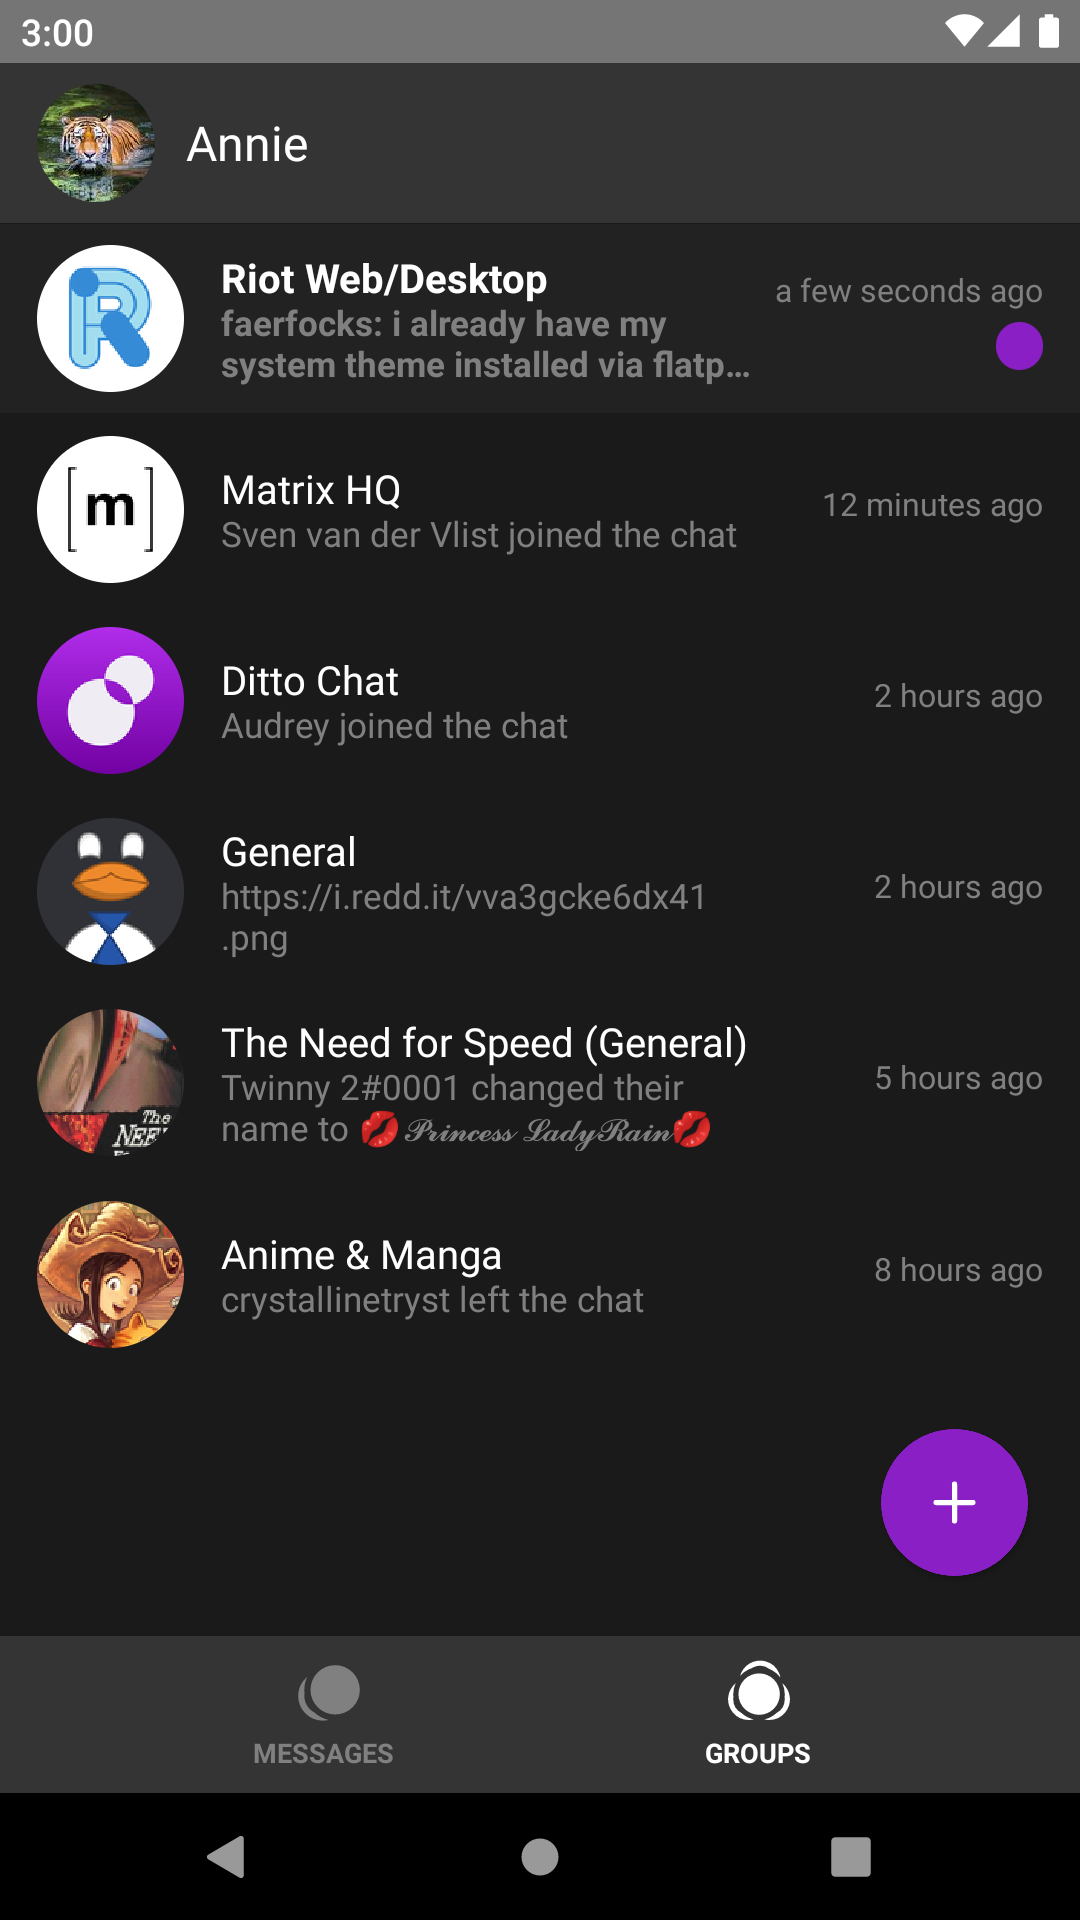 3:00
Annie
Riot Web/Desktop
a few seconds ago
faerfocks: i already have my
system theme installed via flatp…
[m]
Matrix HQ
12 minutes ago
Sven van der Vlist joined the chat
Ditto Chat
2 hours ago
Audrey joined the chat
General
https://i.redd.it/vva3gcke6dx41
.png
2 hours ago
The Need for Speed (General)
Twinny 2#0001 changed their
name to 💋𝒫𝓇𝒾𝓃𝒸ℯ𝓈𝓈 ℒ𝒶𝒹𝓎ℛ𝒶𝒾𝓃💋
5 hours ago
The
Anime & Manga
8 hours ago
crystallinetryst left the chat
MESSAGES
GROUPS